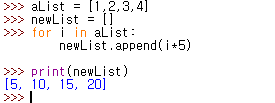 >>> aList = [1,2,3,4]
>>> newList = []
>>> for i in aList:
        newList.append(i*5)
>>> print(newList)
[5, 10, 15, 20]
>>>